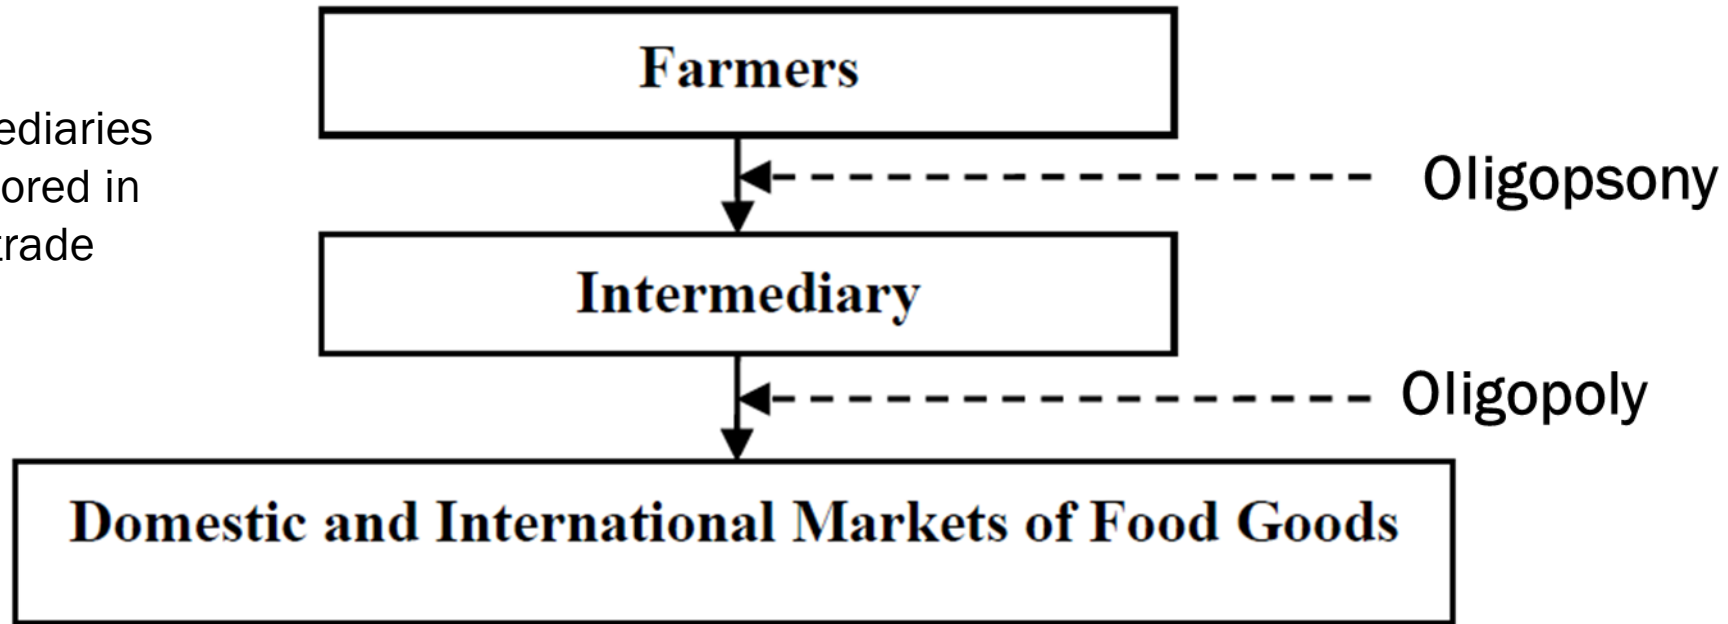 Farmers
ediaries
ored in
trade
Oligopsony
Intermediary
Oligopoly
Domestic and International Markets of Food Goods